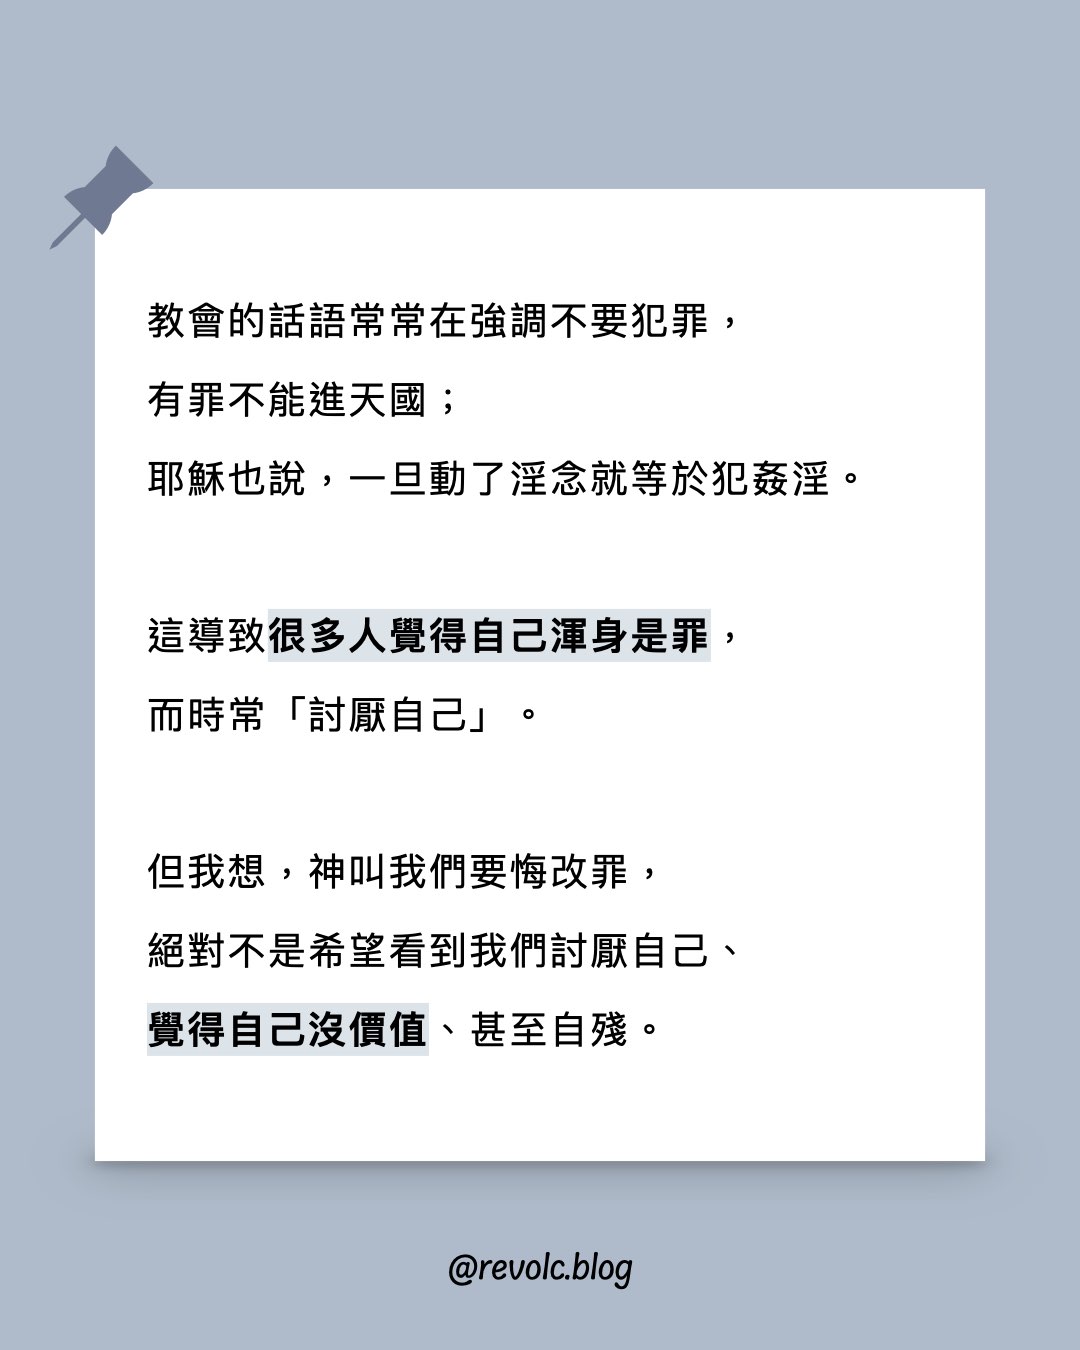 教會的話語常常在強調不要犯罪，
有罪不能進天國；
耶穌也說，一旦動了淫念就等於犯姦淫。
這導致很多人覺得自己渾身是罪，
而時常「討厭自己」。
但我想，神叫我們要悔改罪，
絕對不是希望看到我們討厭自己、
覺得自己沒價值、甚至自殘。
@revolc.blog